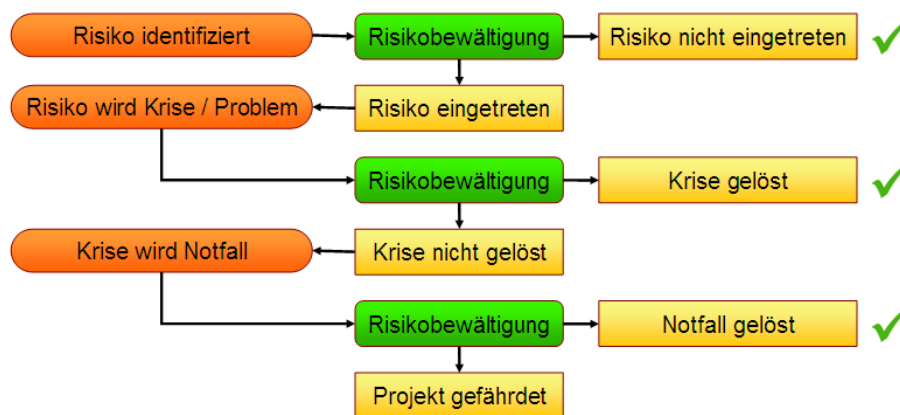 Risiko identifiziert
Risikobewältigung
Risiko nicht eingetreten
Risiko wird Krise / Problem
Risiko eingetreten
Risikobewältigung
Krise gelöst
Krise wird Notfall
Krise nicht gelöst
Risikobewältigung
Notfall gelöst
Projekt gefährdet